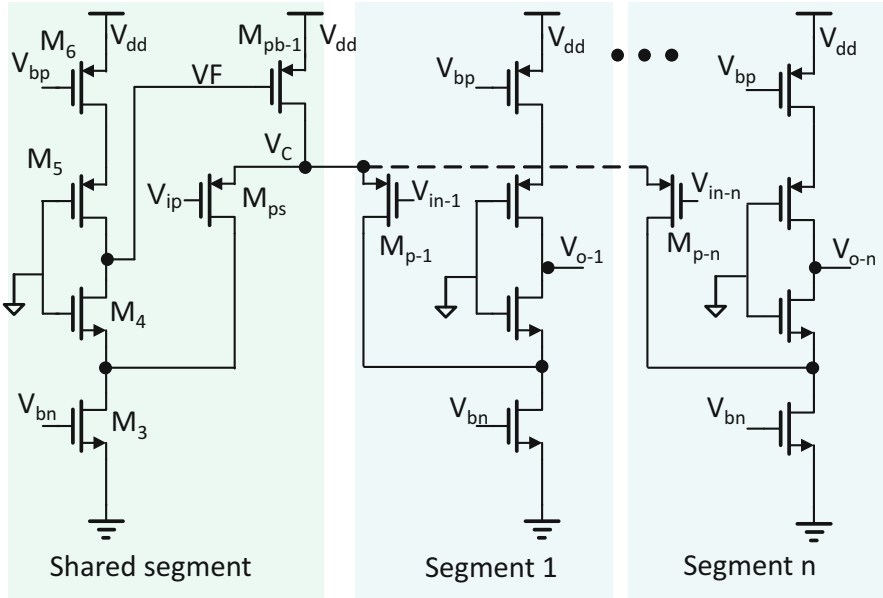 M6
Vdd
Mpb-1
Vdd
Vdd
Vdd
Vbp
VF
Vbp
Vbp
VC
M5
Vip
Mps
Vin-1
Vin-n
Mp-1
Mp-n
Vo-1
Vo-n
M4
Vbn
M3
Vbn
Vbn
Shared segment
Segment 1
Segment n